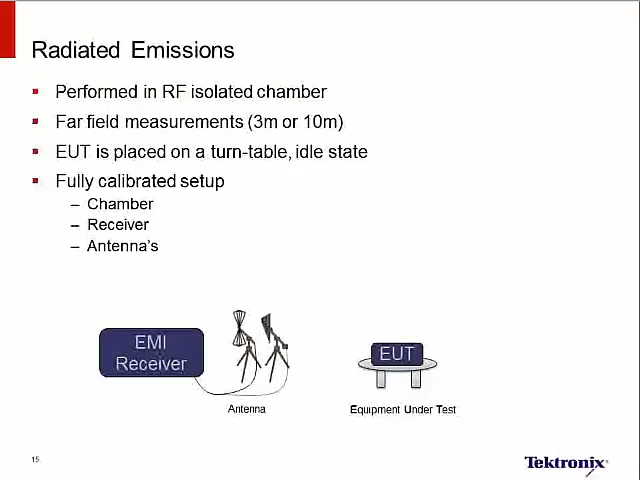 Radiated Emissions
Performed in RF isolated chamber
Far field measurements (3m or 10m)
EUT is placed on a turn-table, idle state
Fully calibrated setup
– Chamber
– Receiver
– Antenna's
EMI
Receiver
EUT
Antenna
Equipment Under Test
15
Tektronix